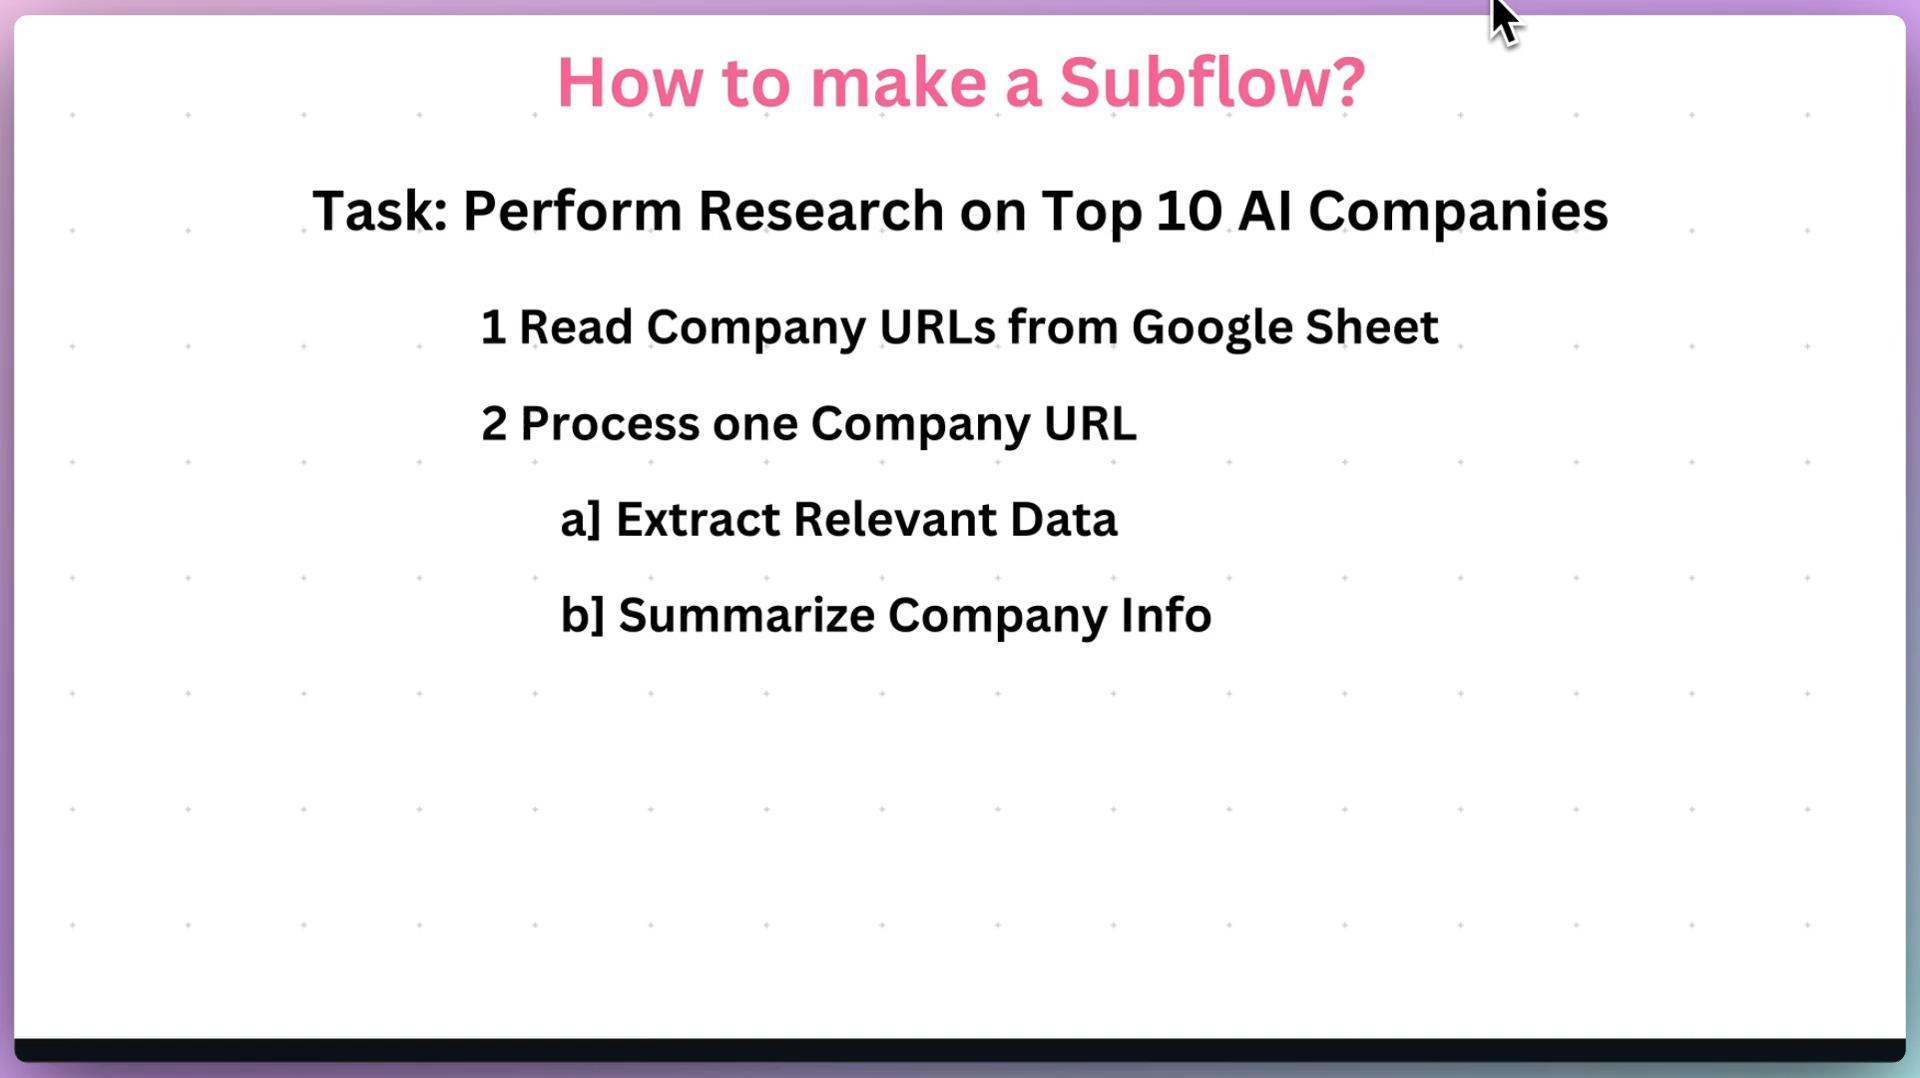 How to make a Subflow?
Task: Perform Research on Top 10 AI Companies
1 Read Company URLs from Google Sheet
2 Process one Company URL
a] Extract Relevant Data
b] Summarize Company Info